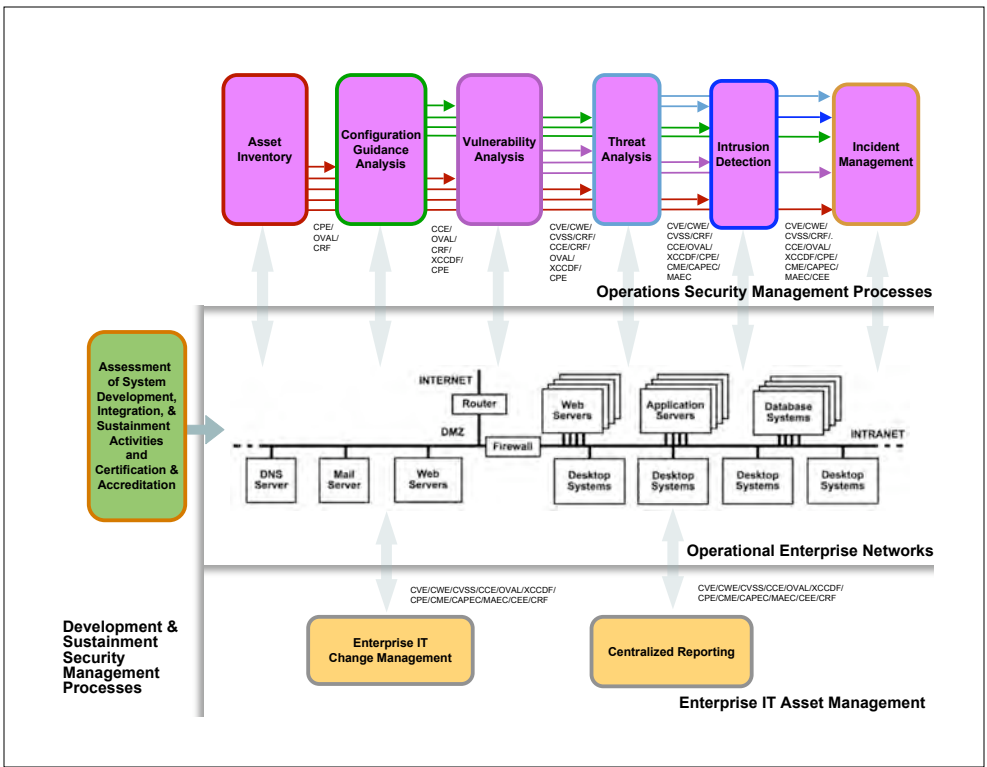 Asset
Inventory
Configuration
Guidance
Analysis
Vulnerability
Analysis
Threat
Analysis
Intrusion
Detection
Incident
Management
CPE/
OVAL/
CRF
CCE/
OVAL/
CRF/
XCCDF/
CPE
CVE/CWE/
CVSS/CRF/
CCE/CRF/
OVAL/
XCCDF/
CPE
CVE/CWE/
CVSS/CRF/
CCE/OVAL/
XCCDF/CPE/
CME/CAPEC/
MAEC
CVE/CWE/
CVSS/CRF/.
CCE/OVAL/
XCCDF/CPE/
CME/CAPEC/
MAEC/CEE
Operations Security Management Processes
Assessment
of System
Development,
Integration, &
Sustainment
Activities
and
Certification &
Accreditation
INTERNET
Router
DMZ
Firewall
Web
Servers
Application
Servers
Database
Systems
INTRANET
DNS
Server
Mail
Server
Web
Servers
Desktop
Systems
Desktop
Systems
Desktop
Systems
Desktop
Systems
Operational Enterprise Networks
CVE/CWE/CVSS/CCE/OVAL/XCCDF/
CPE/CME/CAPEC/MAEC/CEE/CRF
CVE/CWE/CVSS/CCE/OVAL/XCCDF/
CPE/CME/CAPEC/MAEC/CEE/CRF
Development &
Sustainment
Security
Management
Processes
Enterprise IT
Change Management
Centralized Reporting
Enterprise IT Asset Management